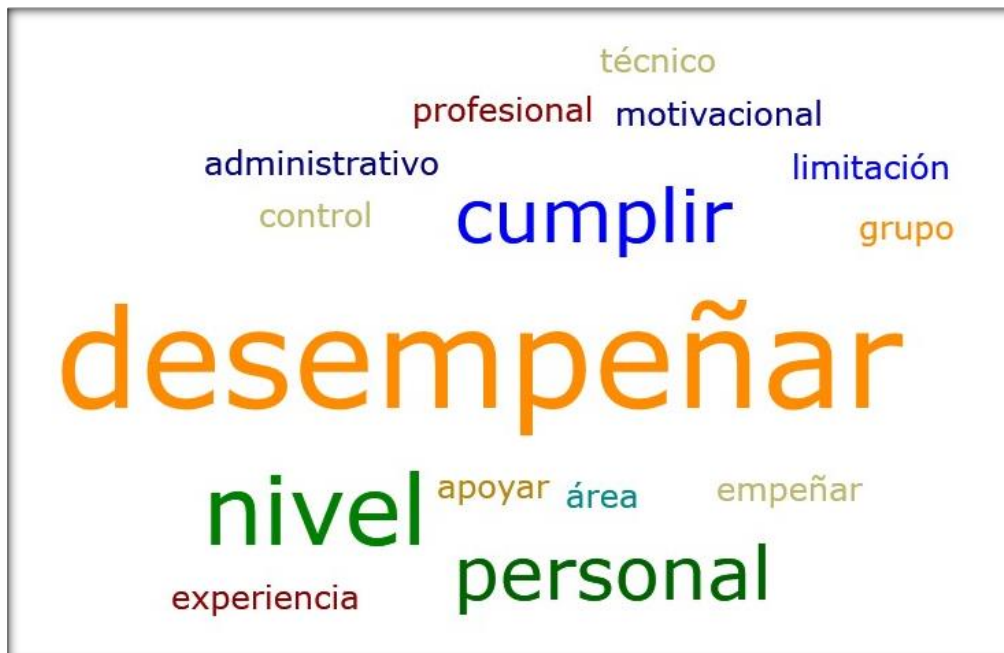 técnico
profesional motivacional
administrativo limitación
control cumplir grupo
desempeñar
nivel apoyar área empeñar
experiencia personal